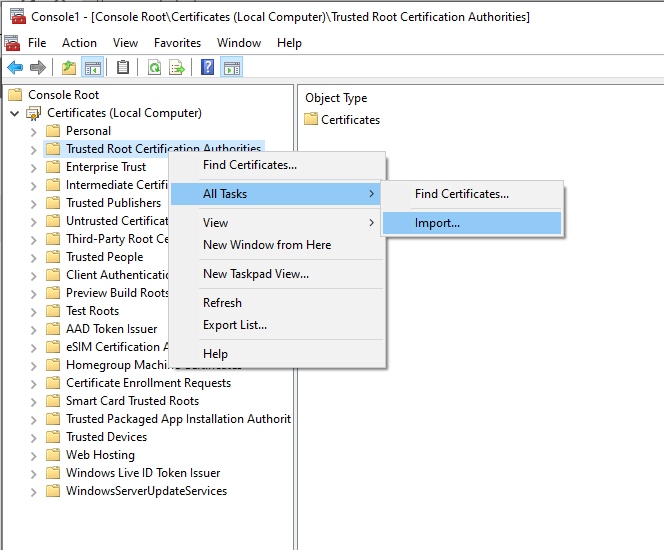 Console1 - [Console Root\Certificates (Local Computer)\Trusted Root Certification Authorities]
File Action View Favorites Window Help
Console Root
Certificates (Local Computer)
Personal
Trusted Root Certification Authorities
Enterprise Trust
Intermediate Certifi
Trusted Publishers
Untrusted Certificat
Third-Party Root Ce
Trusted People
Client Authentication
Preview Build Roots
Test Roots
AAD Token Issuer
eSIM Certification A
Homegroup Machine Certificates
Certificate Enrollment Requests
Smart Card Trusted Roots
Trusted Packaged App Installation Authorit
Trusted Devices
Web Hosting
Windows Live ID Token Issuer
WindowsServerUpdateServices
Object Type
Certificates
Find Certificates...
All Tasks
View
New Window from Here
New Taskpad View...
Refresh
Export List...
Help
Find Certificates...
Import...